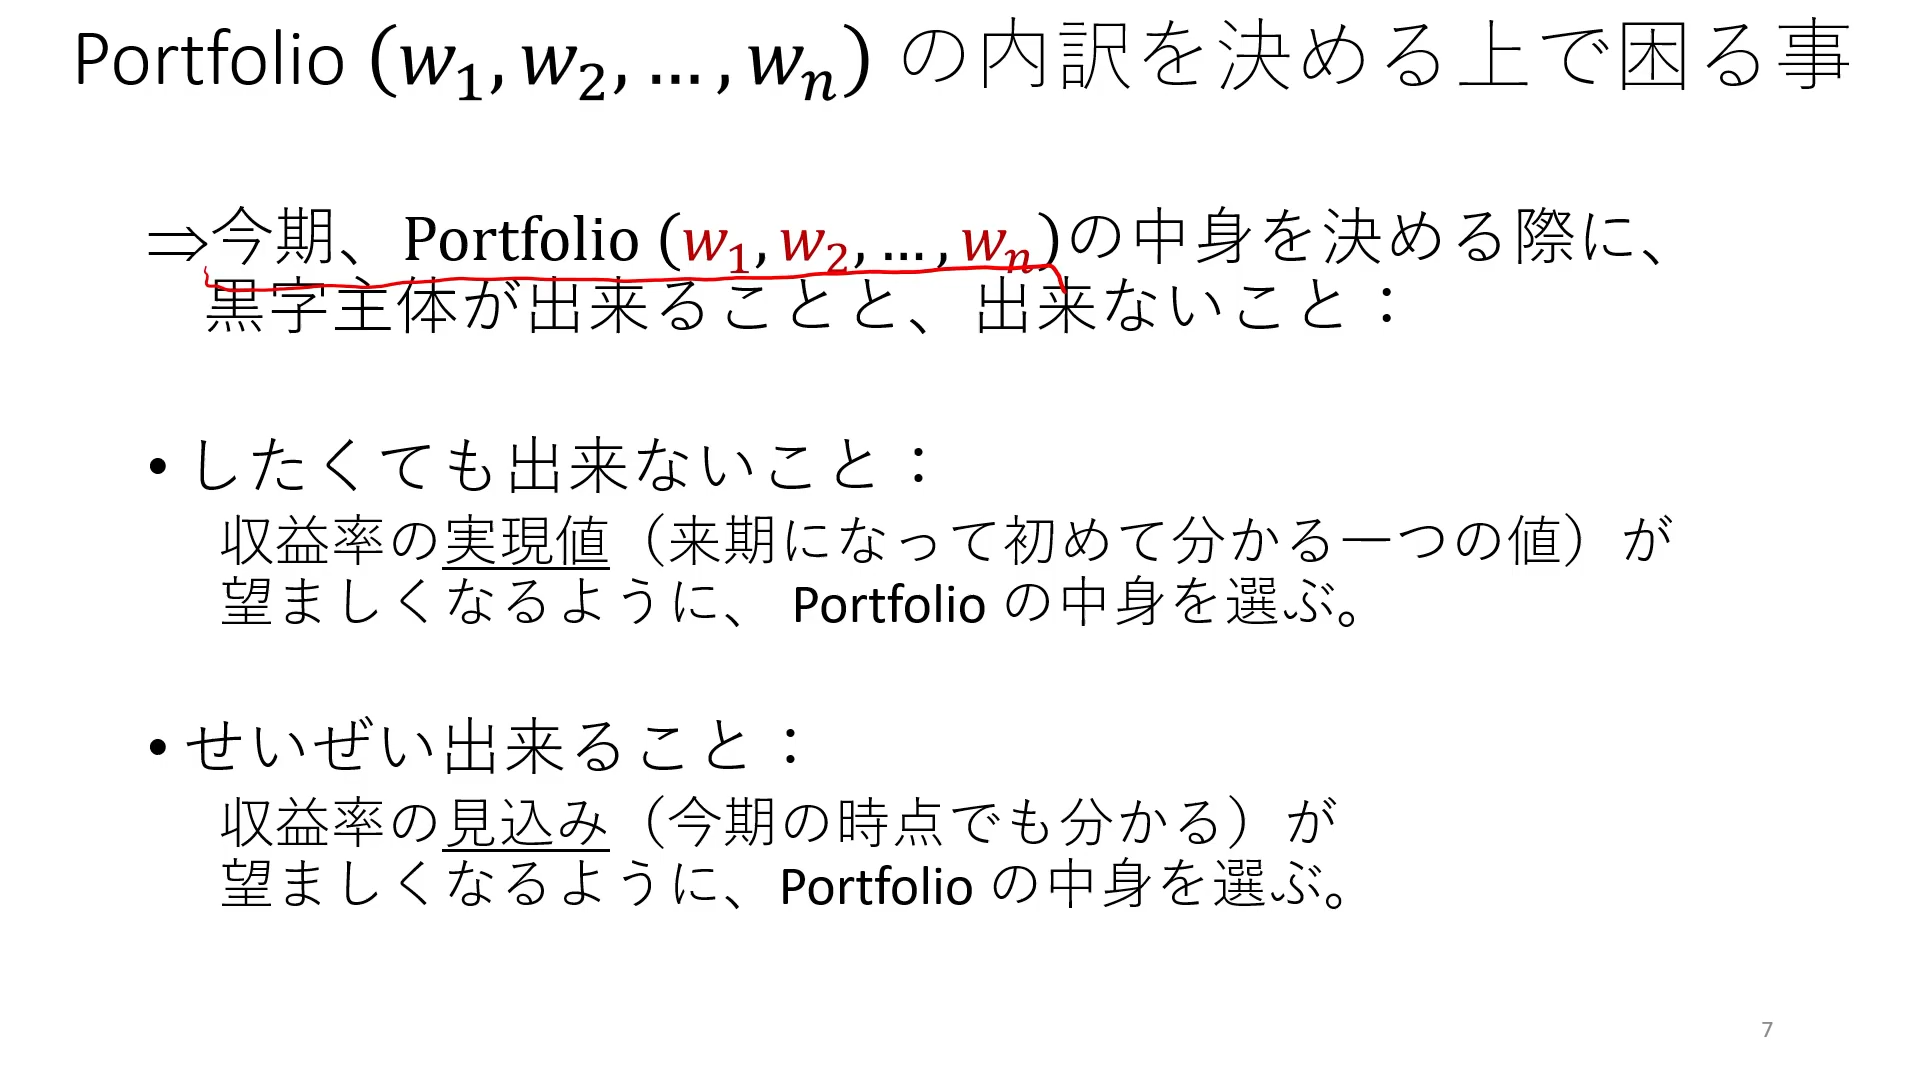 Portfolio (w₁, w₂, … , wₙ) の内訳を決める上で困る事
⇒今期、Portfolio (w₁, w₂, … , wₙ)の中身を決める際に、
黒字主体が出来ることと、出来ないこと：
• したくても出来ないこと：
収益率の実現値（来期になって初めて分かる一つの値）が
望ましくなるように、 Portfolio の中身を選ぶ。
• せいぜい出来ること：
収益率の見込み（今期の時点でも分かる）が
望ましくなるように、Portfolio の中身を選ぶ。
7